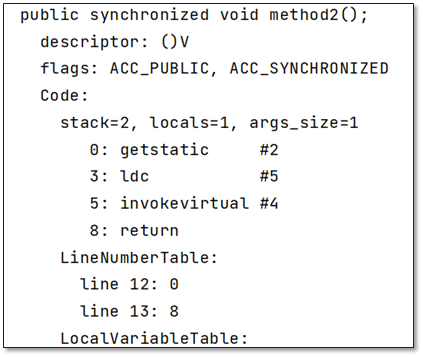 public synchronized void method2();
descriptor: ()V
flags: ACC_PUBLIC, ACC_SYNCHRONIZED
Code:
stack=2, locals=1, args_size=1
0: getstatic #2
3: ldc #5
5: invokevirtual #4
8: return
LineNumberTable:
line 12: 0
line 13: 8
LocalVariableTable: